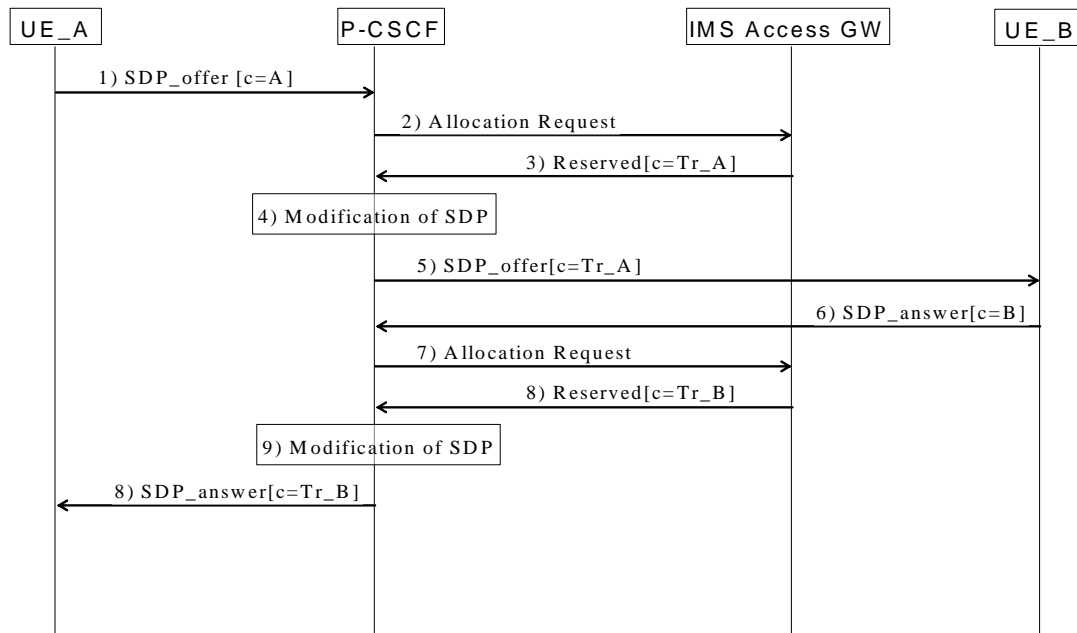 UE_A
P-CSCF
IMS Access GW
UE_B
1) SDP_offer [c=A]
2) Allocation Request
3) Reserved[c=Tr_A]
4) Modification of SDP
5) SDP_offer[c=Tr_A]
6) SDP_answer[c=B]
7) Allocation Request
8) Reserved[c=Tr_B]
9) Modification of SDP
8) SDP_answer[c=Tr_B]